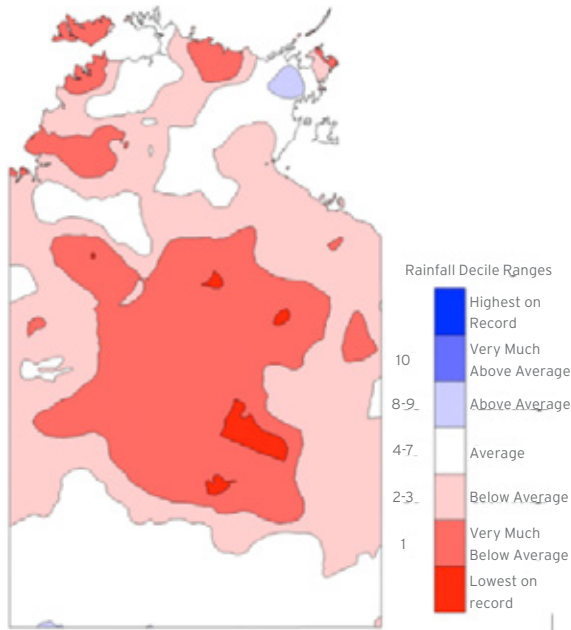 Rainfall Decile Ranges
Highest on
Record
10
Very Much
Above Average
8-9
Above Average
4-7
Average
2-3
Below Average
1
Very Much
Below Average
Lowest on
record